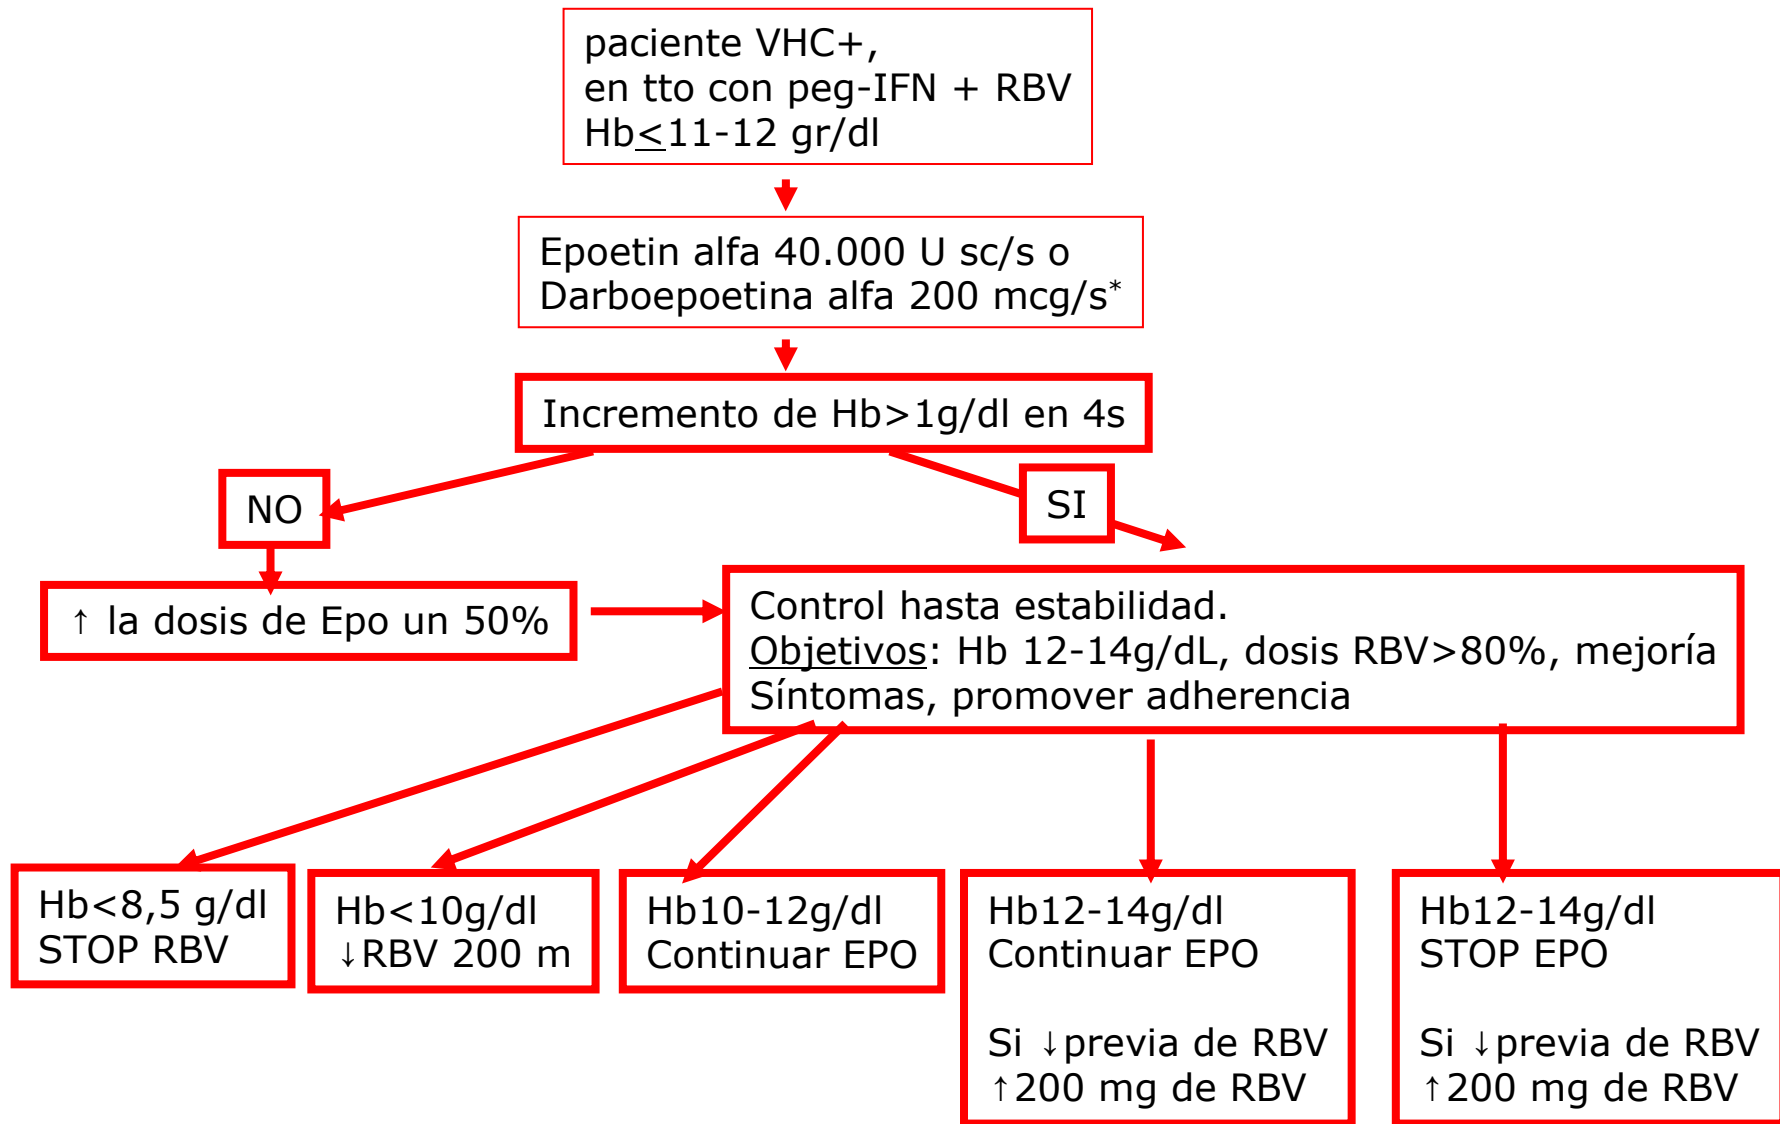 paciente VHC+,
en tto con peg-IFN + RBV
Hb≤11-12 gr/dl
Epoetin alfa 40.000 U sc/s o
Darboepoetina alfa 200 mcg/s*
Incremento de Hb>1g/dl en 4s
NO
SI
↑ la dosis de Epo un 50%
Control hasta estabilidad.
Objetivos: Hb 12-14g/dL, dosis RBV>80%, mejoría
Síntomas, promover adherencia
Hb<8,5 g/dl
STOP RBV
Hb<10g/dl
↓RBV 200 m
Hb10-12g/dl
Continuar EPO
Hb12-14g/dl
Continuar EPO
Si ↓previa de RBV
↑200 mg de RBV
Hb12-14g/dl
STOP EPO
Si ↓previa de RBV
↑200 mg de RBV